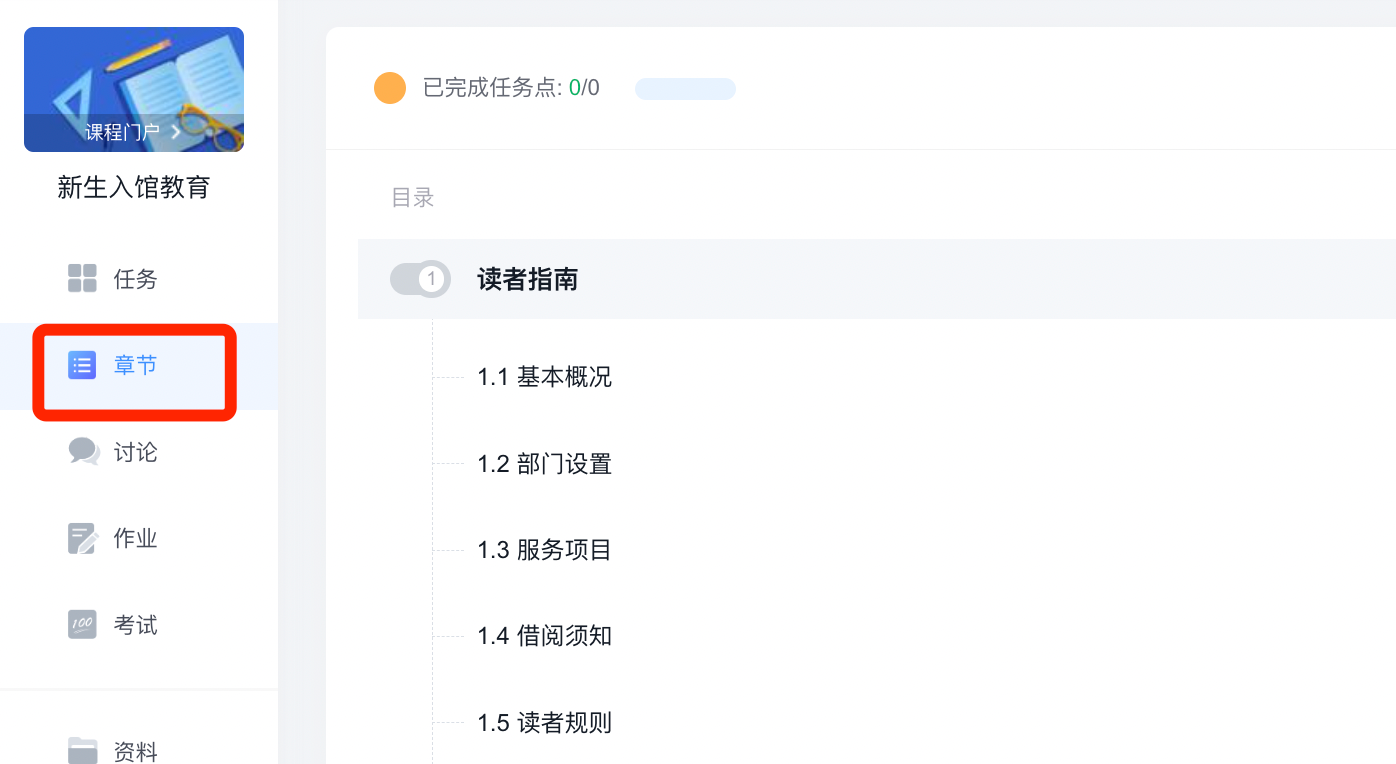 课程门户
新生入馆教育
任务
章节
讨论
作业
100
考试
资料
已完成任务点: 0/0
目录
1 读者指南
1.1 基本概况
1.2 部门设置
1.3 服务项目
1.4 借阅须知
1.5 读者规则